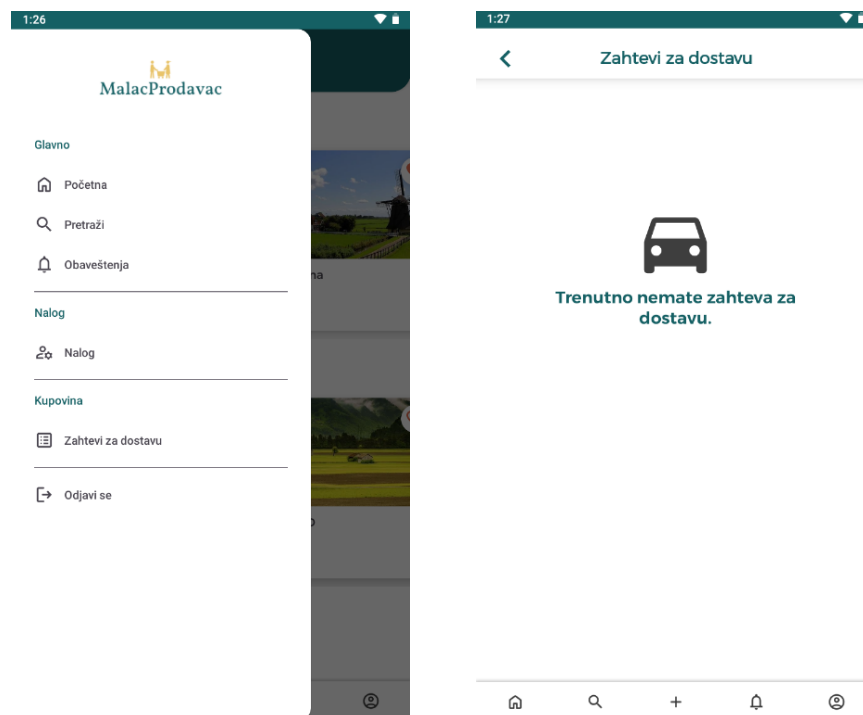 1:26
MalacProdavac
Glavno
Početna
Pretraži
Obaveštenja
na
Nalog
Nalog
Kupovina
Zahtevi za dostavu
Odjavi se
1:27
Zahtevi za dostavu
Trenutno nemate zahteva za
dostavu.